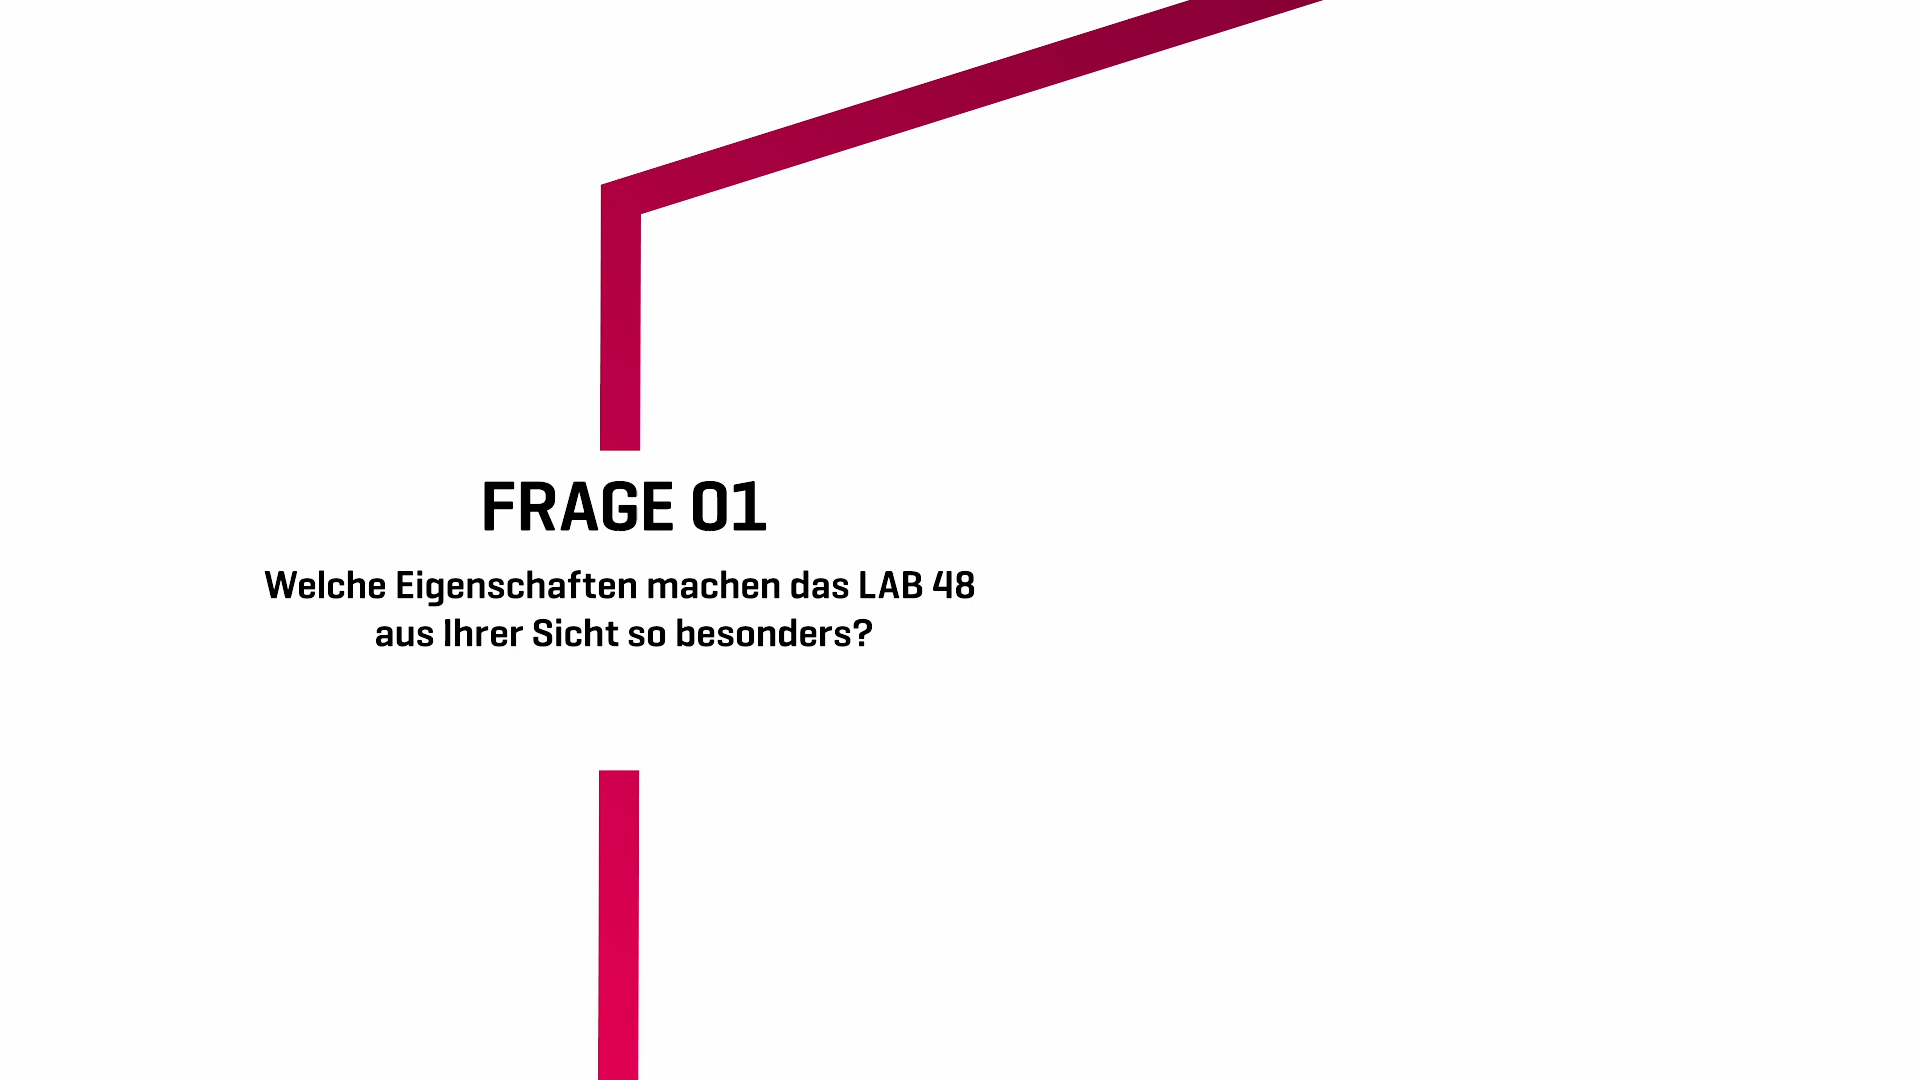 FRAGE 01
Welche Eigenschaften machen das LAB 48
aus Ihrer Sicht so besonders?